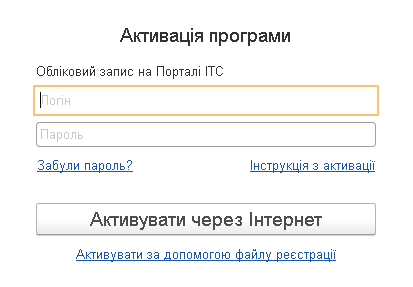 Активація програми
Обліковий запис на Порталі ІТС
Логін
Пароль
Забули пароль? Інструкція з активації
Активувати через Інтернет
Активувати за допомогою файлу реєстрації